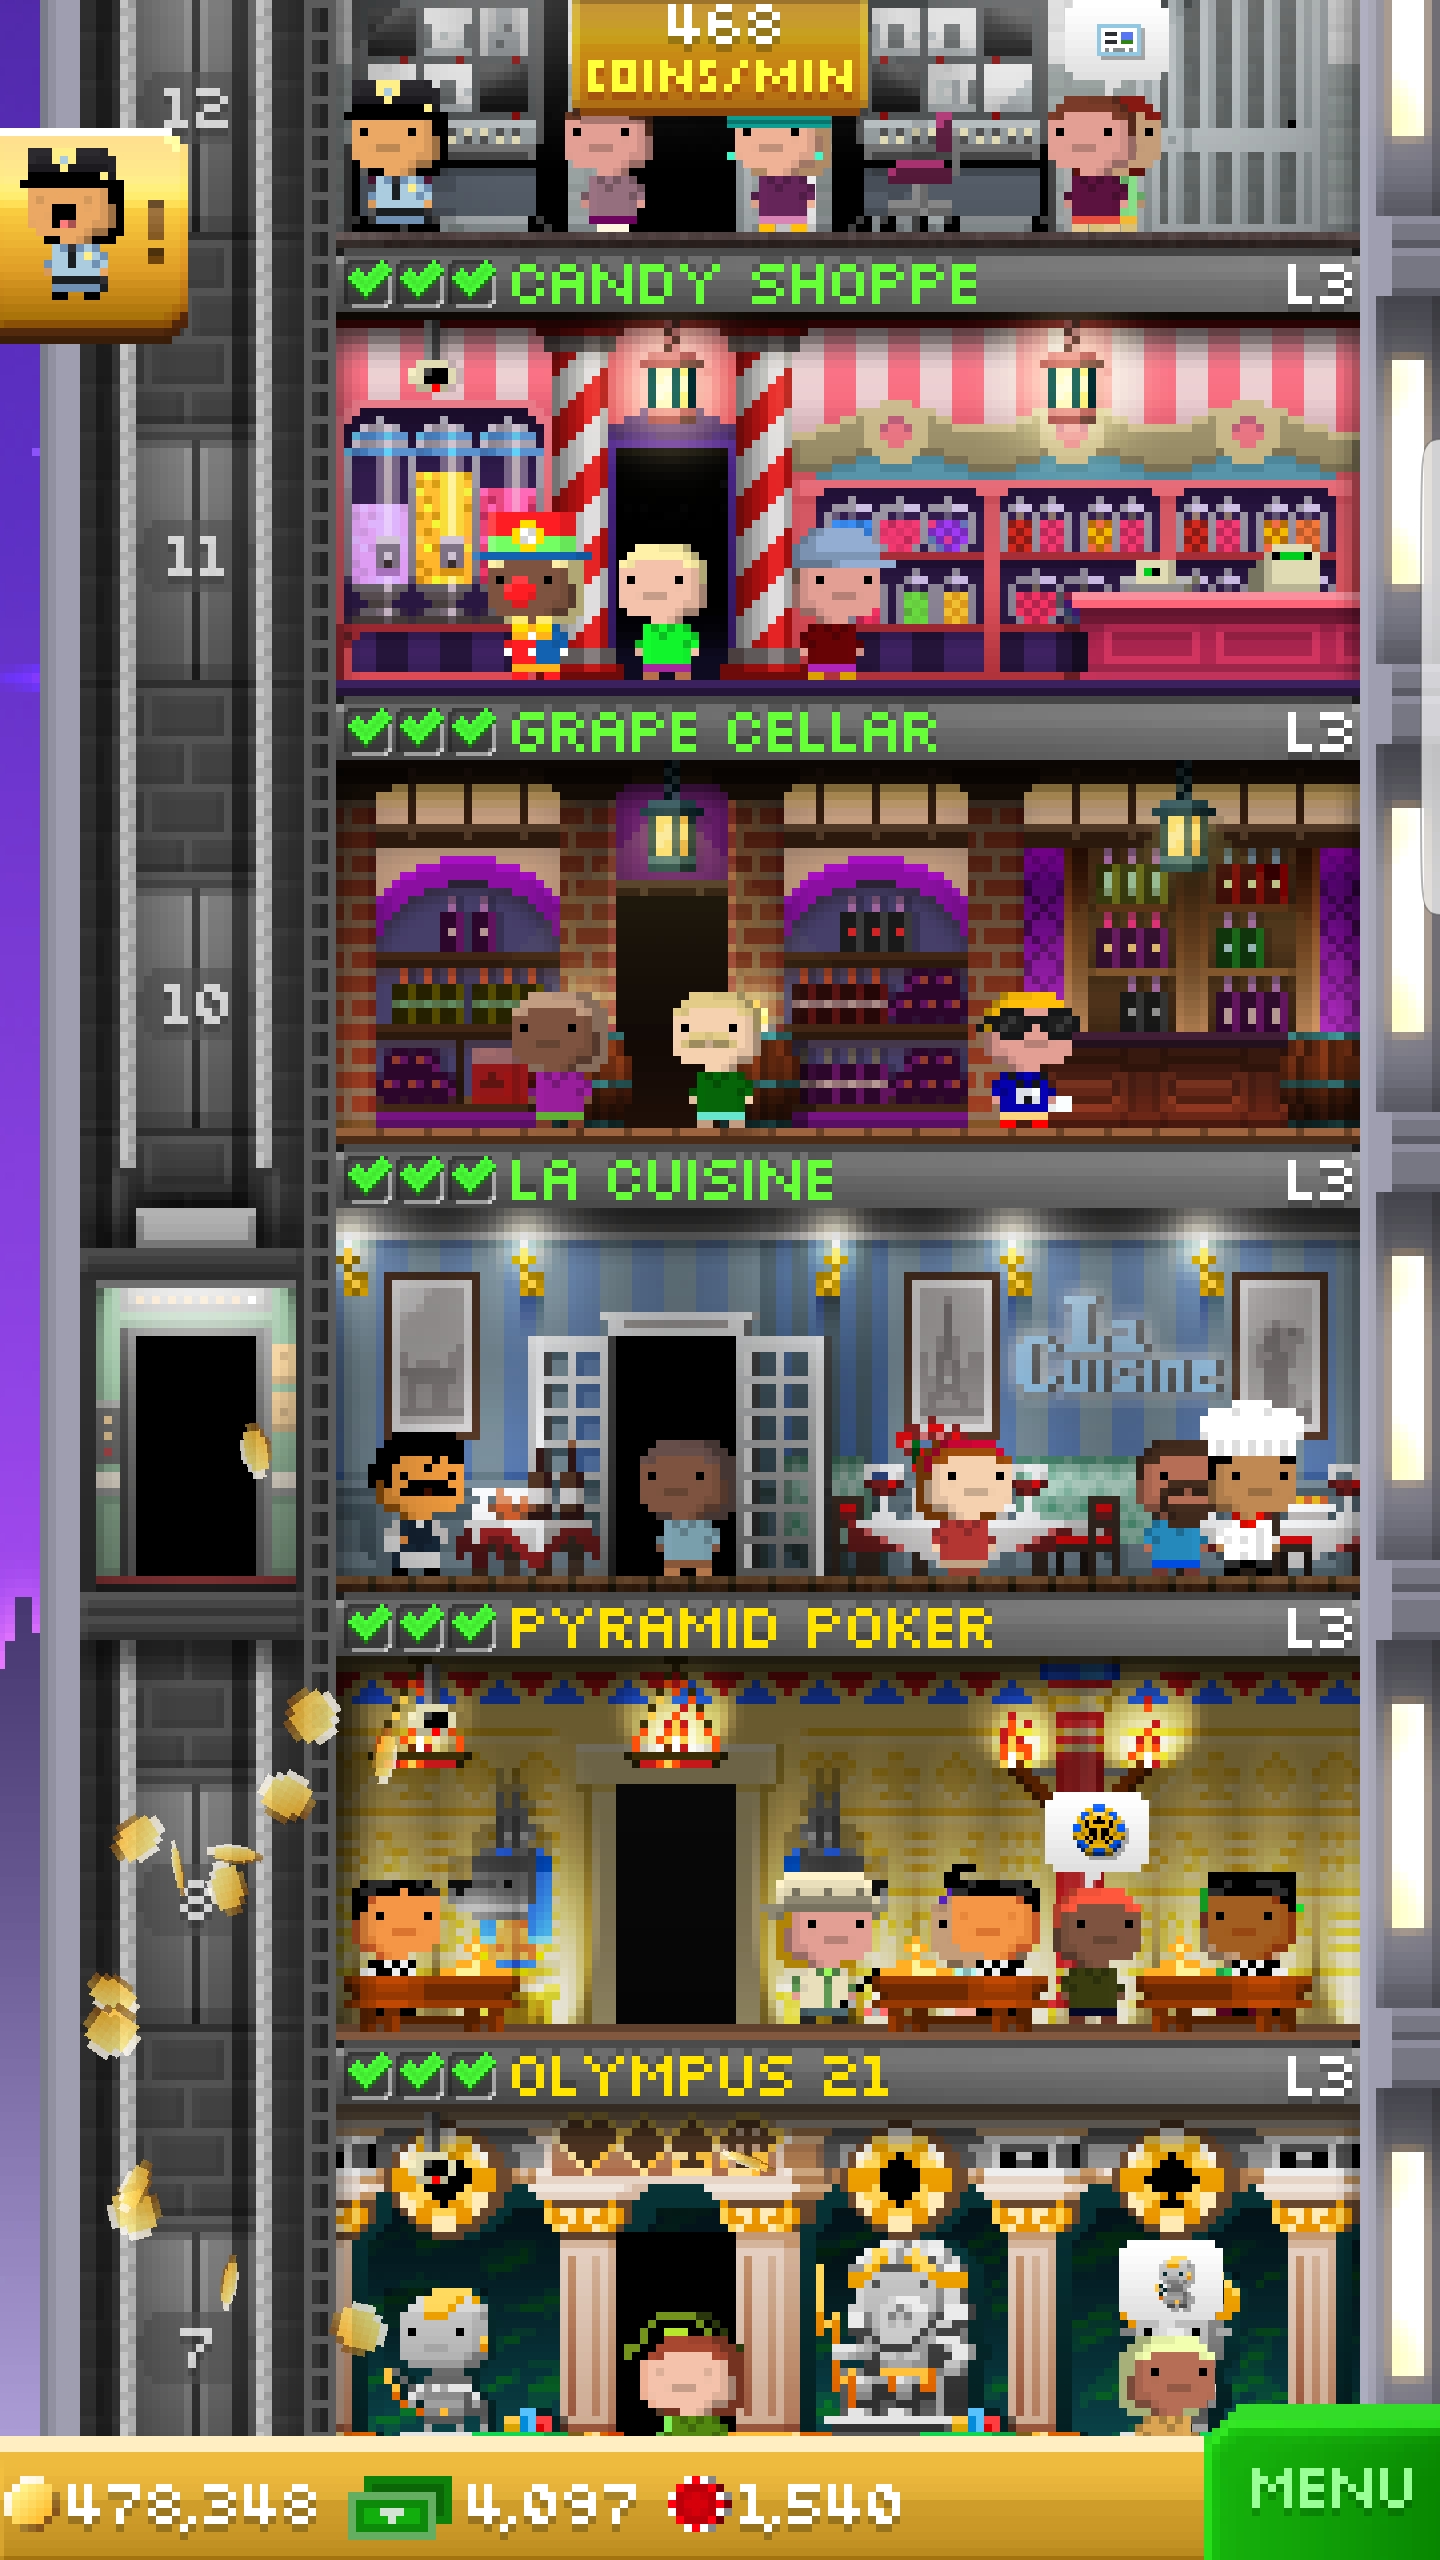 468
COINS/MIN
12
!
CANDY SHOPPE L3
11
GRAPE CELLAR L3
10
LA CUISINE L3
La
Cuisine
PYRAMID POKER L3
8
OLYMPUS 21 L3
7
478,348 4,097 1,540
MENU